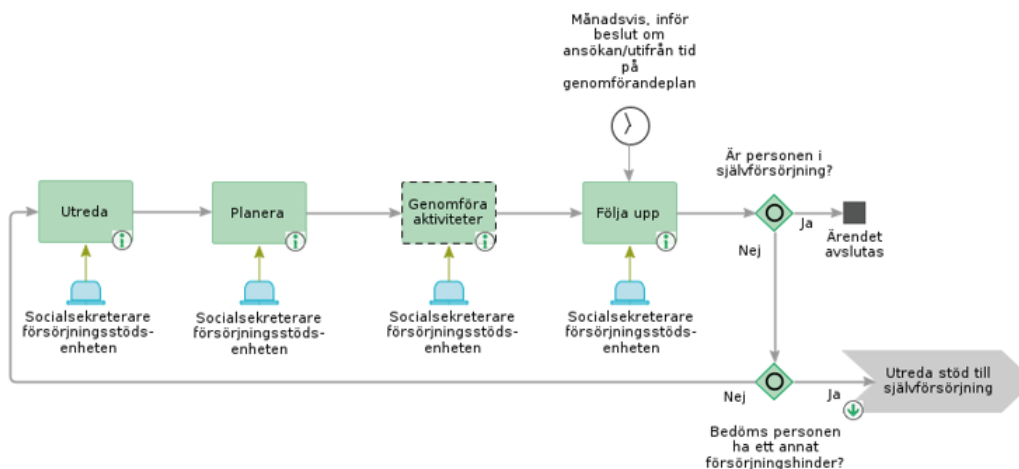 Månadsvis, inför
beslut om
ansökan/utifrån tid
på
genomförandeplan
Är personen i
självförsörjning?
Utreda
Planera
Genomföra
aktiviteter
Följa upp
Ja
Nej
Ärendet
avslutas
Socialsekreterare
försörjningsstöds-
enheten
Socialsekreterare
försörjningsstöds-
enheten
Socialsekreterare
försörjningsstöds-
enheten
Socialsekreterare
försörjningsstöds-
enheten
Utreda stöd till
självförsörjning
Nej
Ja
Bedöms personen
ha ett annat
försörjningshinder?